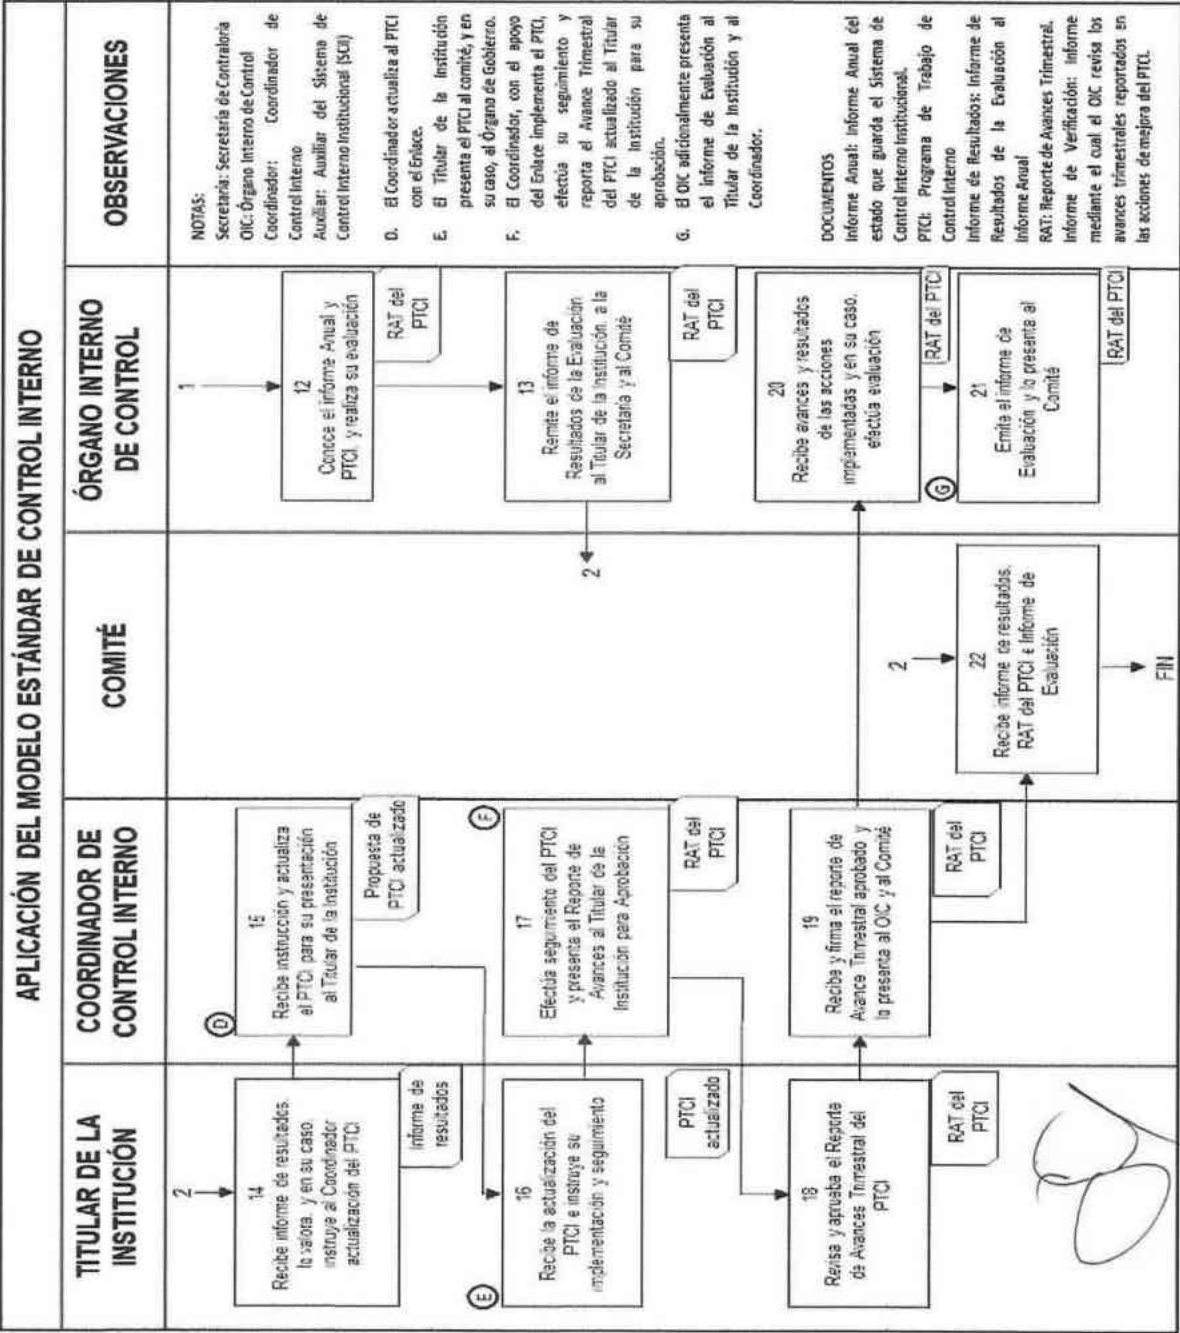 APLICACIÓN DEL MODELO ESTÁNDAR DE CONTROL INTERNO
TITULAR DE LA
INSTITUCIÓN
COORDINADOR DE
CONTROL INTERNO
COMITÉ
ÓRGANO INTERNO
DE CONTROL
OBSERVACIONES
1
12
Conoce el informe Anual y
PTCI, y realiza su evaluación
RAT del
PTCI
13
Remite el informe de
Resultados de la Evaluación
al Titular de la Institución, a la
Secretaría y al Comité
RAT del
PTCI
2
2
14
Recibe informe de resultados,
lo valora, y en su caso
instruye al Coordinador
actualización del PTCI
Informe de
resultados
D
15
Recibe instrucción y actualiza
el PTCI para su presentación
al Titular de la Institución
Propuesta de
PTCI actualizado
E
16
Recibe la actualización del
PTCI e instruye su
implementación y seguimiento
PTCI
actualizado
F
17
Efectúa seguimiento del PTCI
y presenta el Reporte de
Avances al Titular de la
Institución para Aprobación
RAT del
PTCI
18
Revisa y aprueba el Reporte
de Avances Trimestral del
PTCI
RAT del
PTCI
19
Recibe y firma el reporte de
Avance Trimestral aprobado y
lo presenta al OIC y al Comité
RAT del
PTCI
20
Recibe avances y resultados
de las acciones
implementadas y en su caso,
efectúa evaluación
RAT del PTCI
G
21
Emite el informe de
Evaluación y lo presenta al
Comité
RAT del PTCI
2
22
Recibe informe de resultados,
RAT del PTCI e Informe de
Evaluación
FIN
NOTAS:
Secretaría: Secretaría de Contraloría
OIC: Órgano Interno de Control
Coordinador: Coordinador de
Control Interno
Auxiliar: Auxiliar del Sistema de
Control Interno Institucional (SCII)
D. El Coordinador actualiza al PTCI
con el Enlace.
E. El Titular de la Institución
presenta el PTCI al comité, y en
su caso, al Órgano de Gobierno.
F. El Coordinador, con el apoyo
del Enlace implementa el PTCI,
efectúa su seguimiento y
reporta el Avance Trimestral
del PTCI actualizado al Titular
de la Institución para su
aprobación.
G. El OIC adicionalmente presenta
el Informe de Evaluación al
Titular de la Institución y al
Coordinador.
DOCUMENTOS
Informe Anual: Informe Anual del
estado que guarda el Sistema de
Control Interno Institucional.
PTCI: Programa de Trabajo de
Control Interno
Informe de Resultados: Informe de
Resultados de la Evaluación al
Informe Anual
RAT: Reporte de Avances Trimestral.
Informe de Verificación: Informe
mediante el cual el OIC revisa los
avances trimestrales reportados en
las acciones de mejora del PTCI.